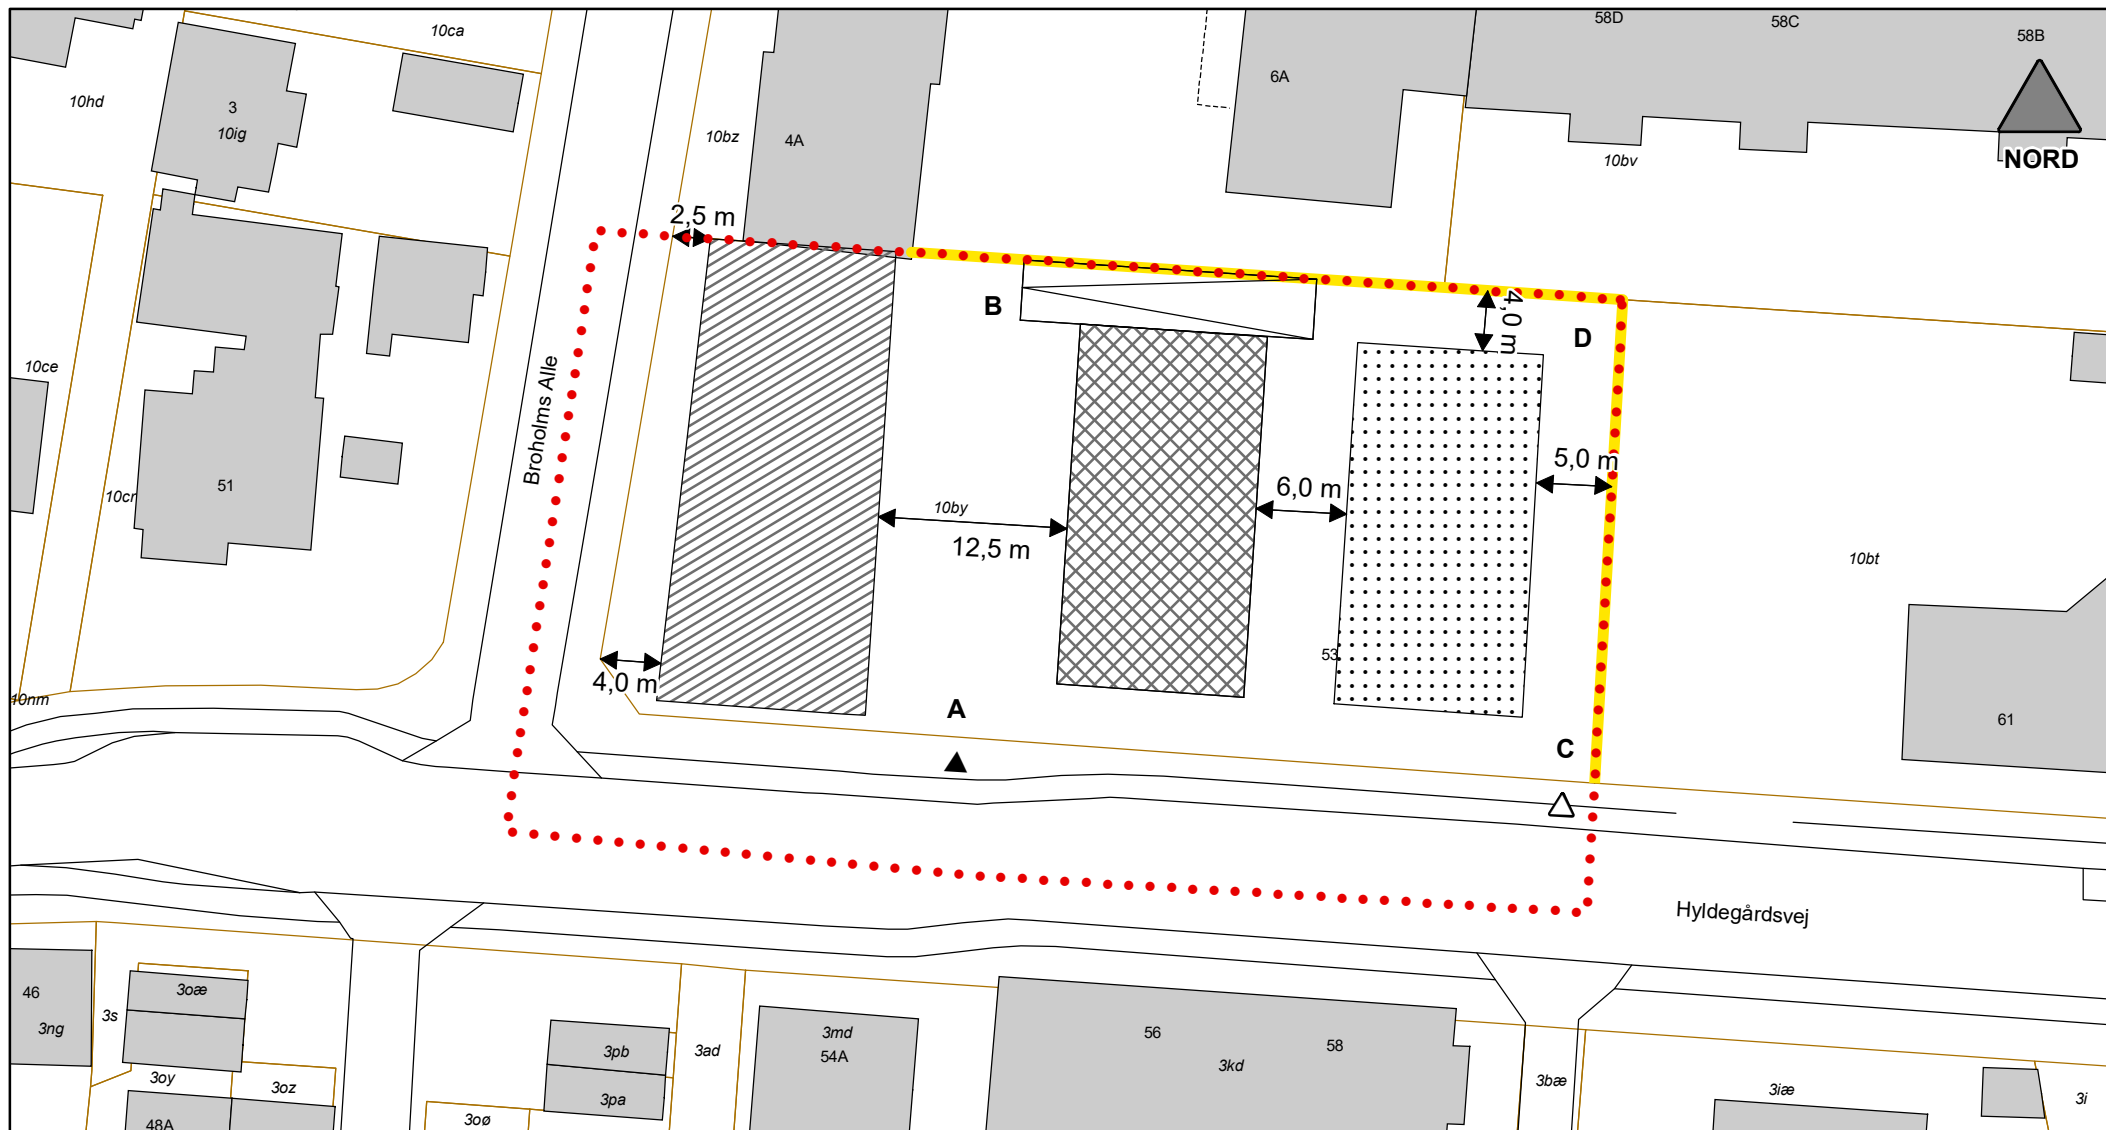 58D
58C
10ca
58B
6A
10hd
3
10ig
10bz
4A
10bv
NORD
2,5 m
B
4,0 m
D
10ce
Broholms Alle
5,0 m
51
10cr
6,0 m
10by
12,5 m
10bt
53
4,0 m
10nm
A
61
C
Hyldegårdsvej
46
3oæ
3s
3ng
3md
56
58
3pb
3ad
54A
3kd
3oy
3oz
3bæ
3iæ
3pa
3i
48A
3oø